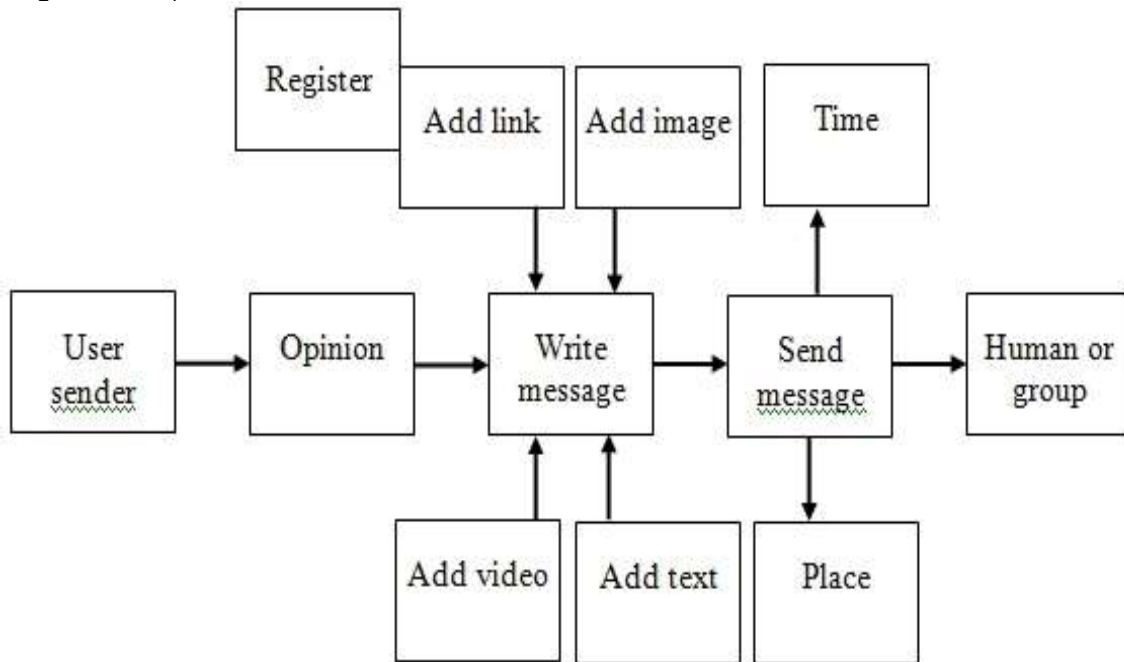 Register
Add link
Add image
Time
User
sender
Opinion
Write
message
Send
message
Human or
group
Add video
Add text
Place